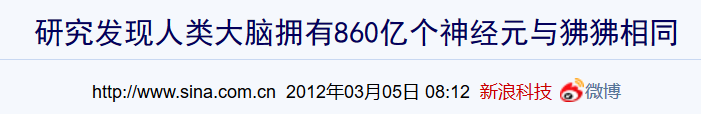 研究发现人类大脑拥有860亿个神经元与狒狒相同
http://www.sina.com.cn 2012年03月05日 08:12 新浪科技 微博